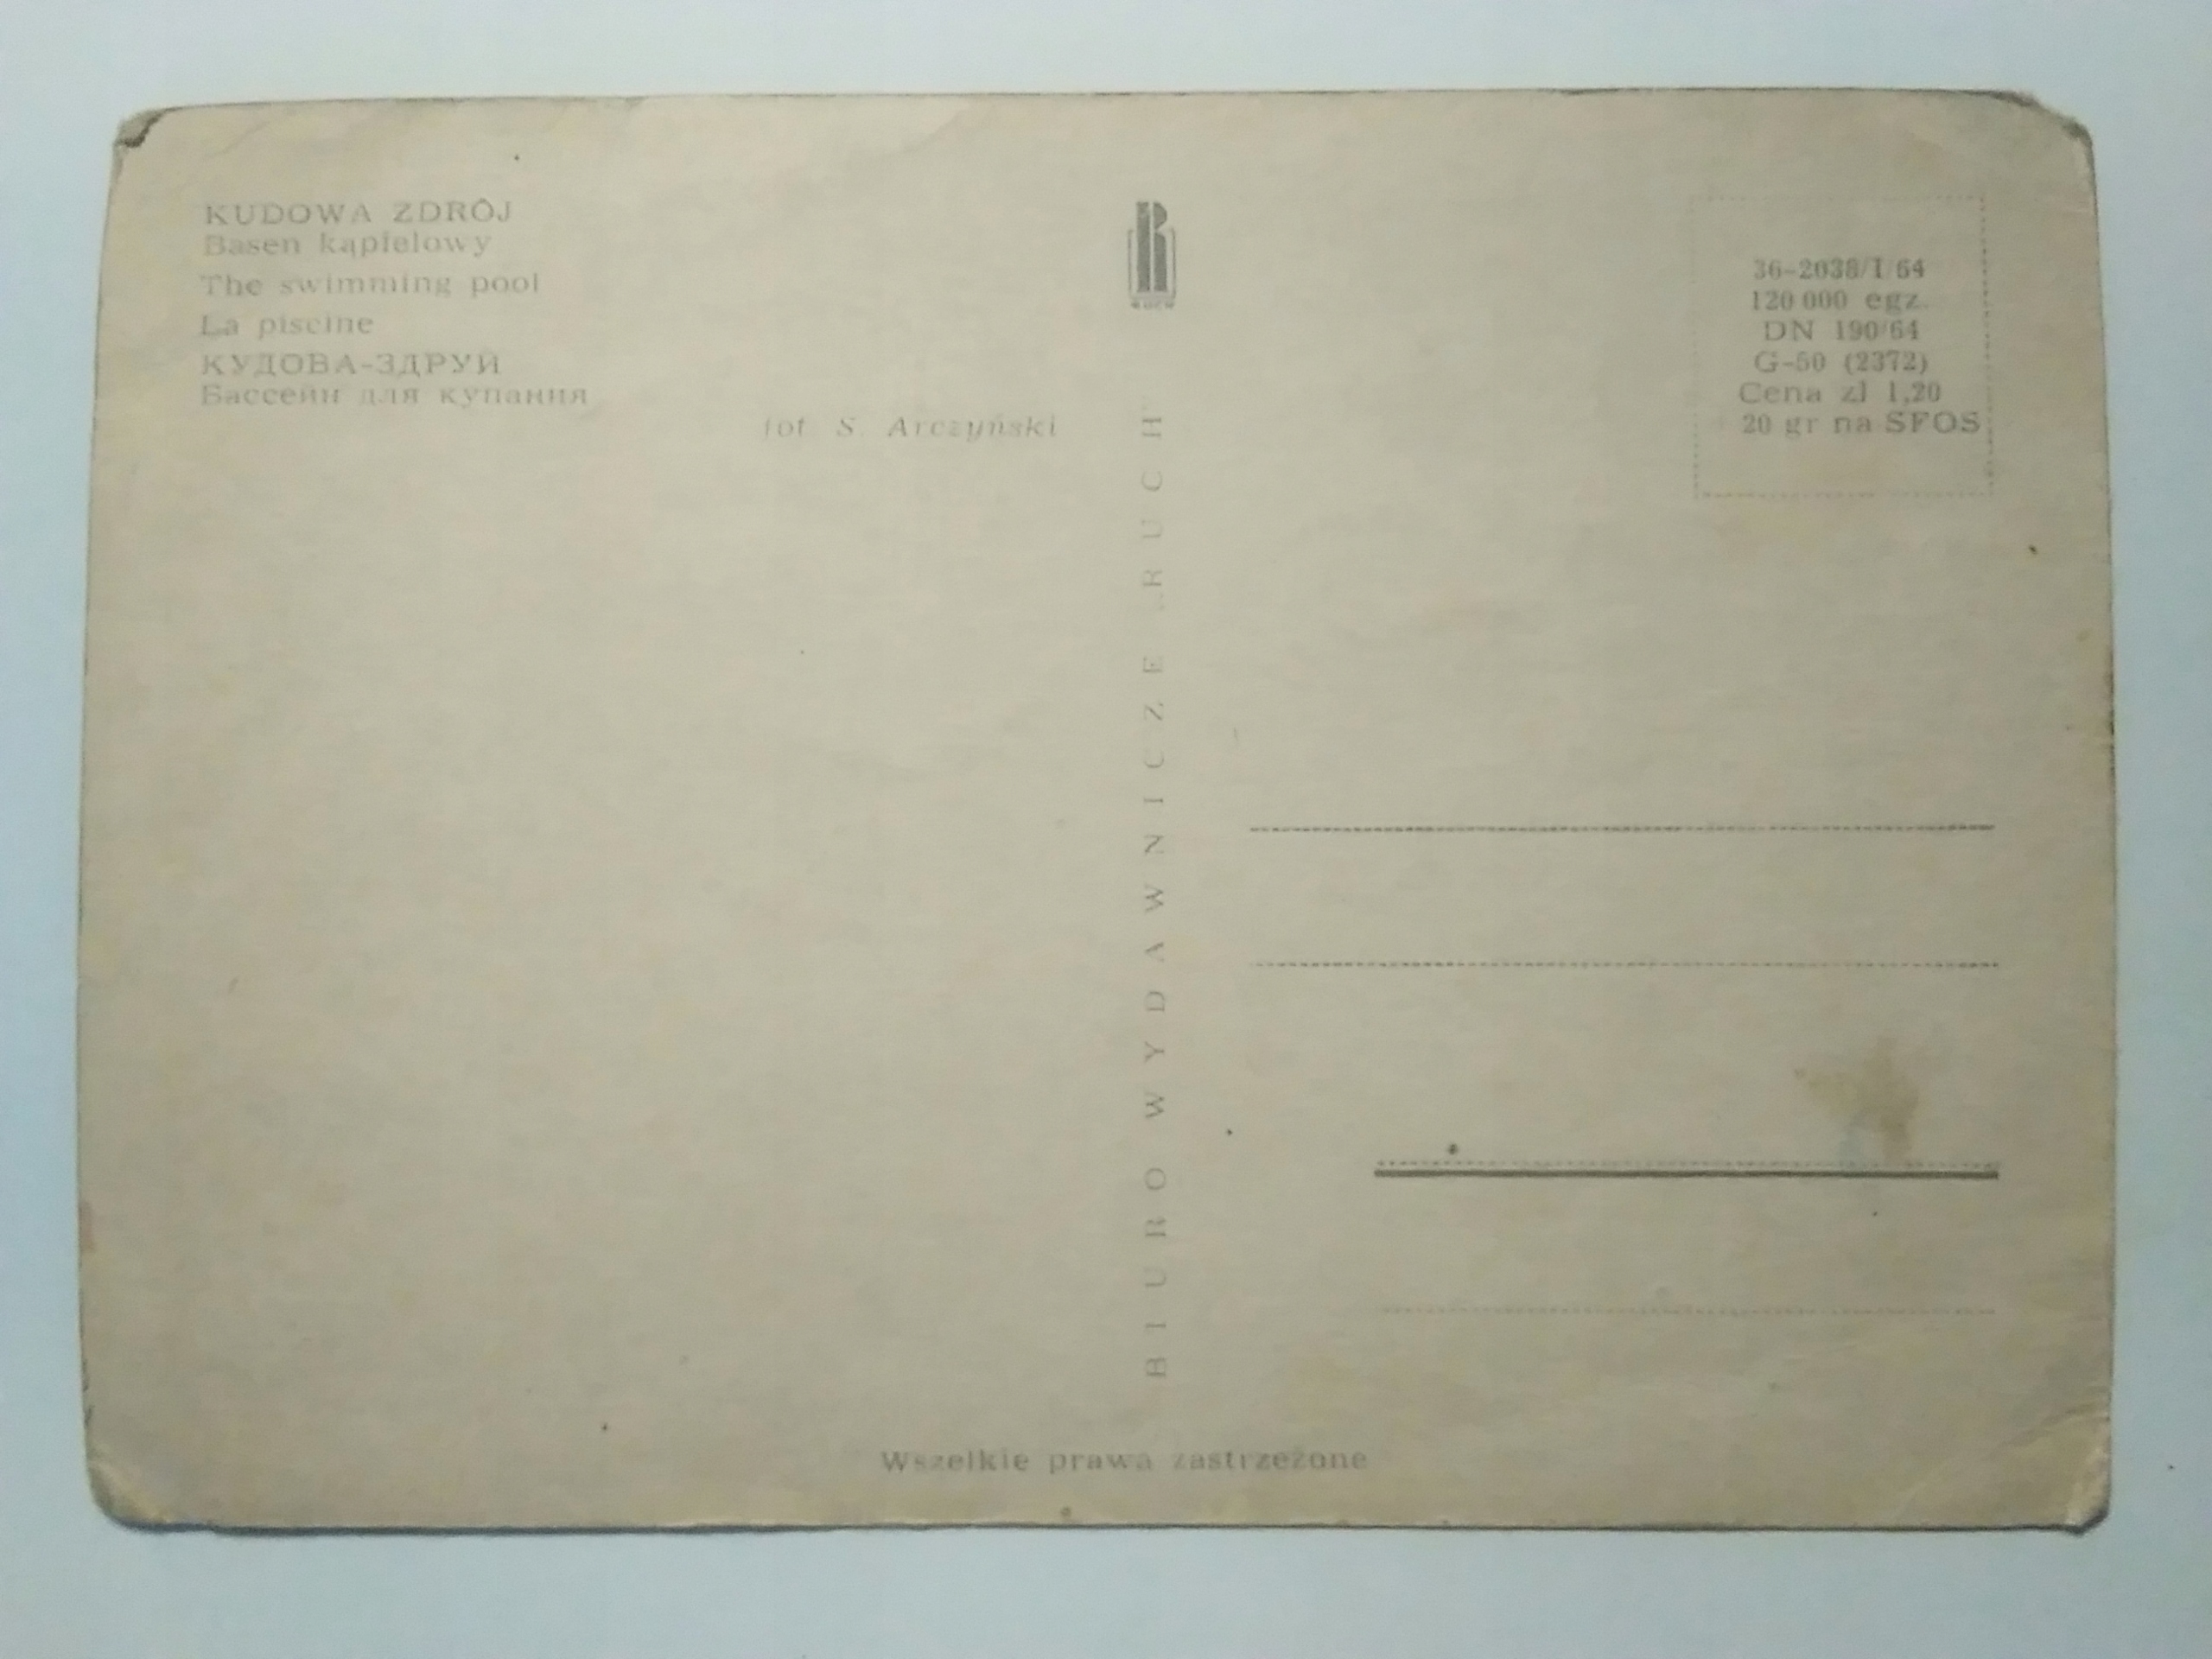 KUDOWA ZDRÓJ
Basen kąpielowy
The swimming pool
La piscine
КУДОВА-ЗДРУЙ
Бассейн для купания
fot. S. Arczyński
RUCH
BIURO WYDAWNICZE „RUCH"
36-2038/I/64
120 000 egz.
DN 190/64
G-50 (2372)
Cena zł 1,20
20 gr na SFOS
Wszelkie prawa zastrzeżone